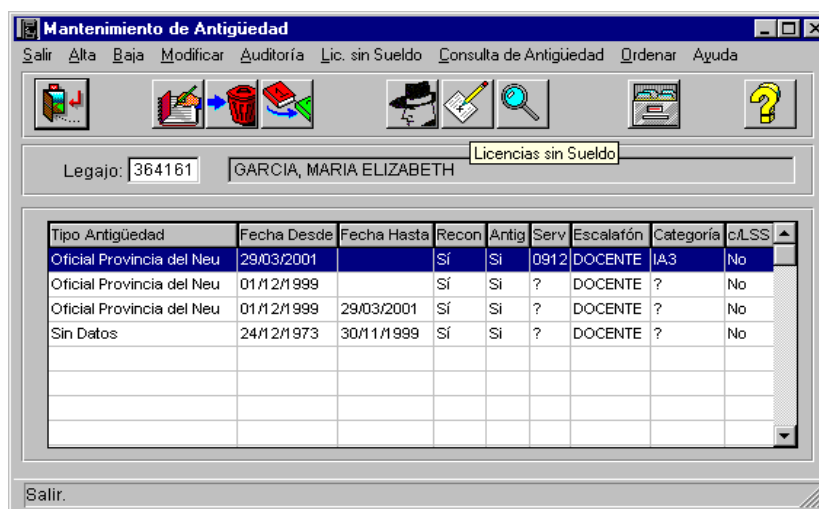 Mantenimiento de Antigüedad
Salir Alta Baja Modificar Auditoría Lic. sin Sueldo Consulta de Antigüedad Ordenar Ayuda
Licencias sin Sueldo
Legajo: 364161 GARCIA, MARIA ELIZABETH
Tipo Antigüedad Fecha Desde Fecha Hasta Recon Antig Serv Escalafón Categoría c/LSS
Oficial Provincia del Neu 29/03/2001 Sí Si 0912 DOCENTE IA3 No
Oficial Provincia del Neu 01/12/1999 Sí Si ? DOCENTE ? No
Oficial Provincia del Neu 01/12/1999 29/03/2001 Sí Si ? DOCENTE ? No
Sin Datos 24/12/1973 30/11/1999 Sí Si ? DOCENTE ? No
Salir.